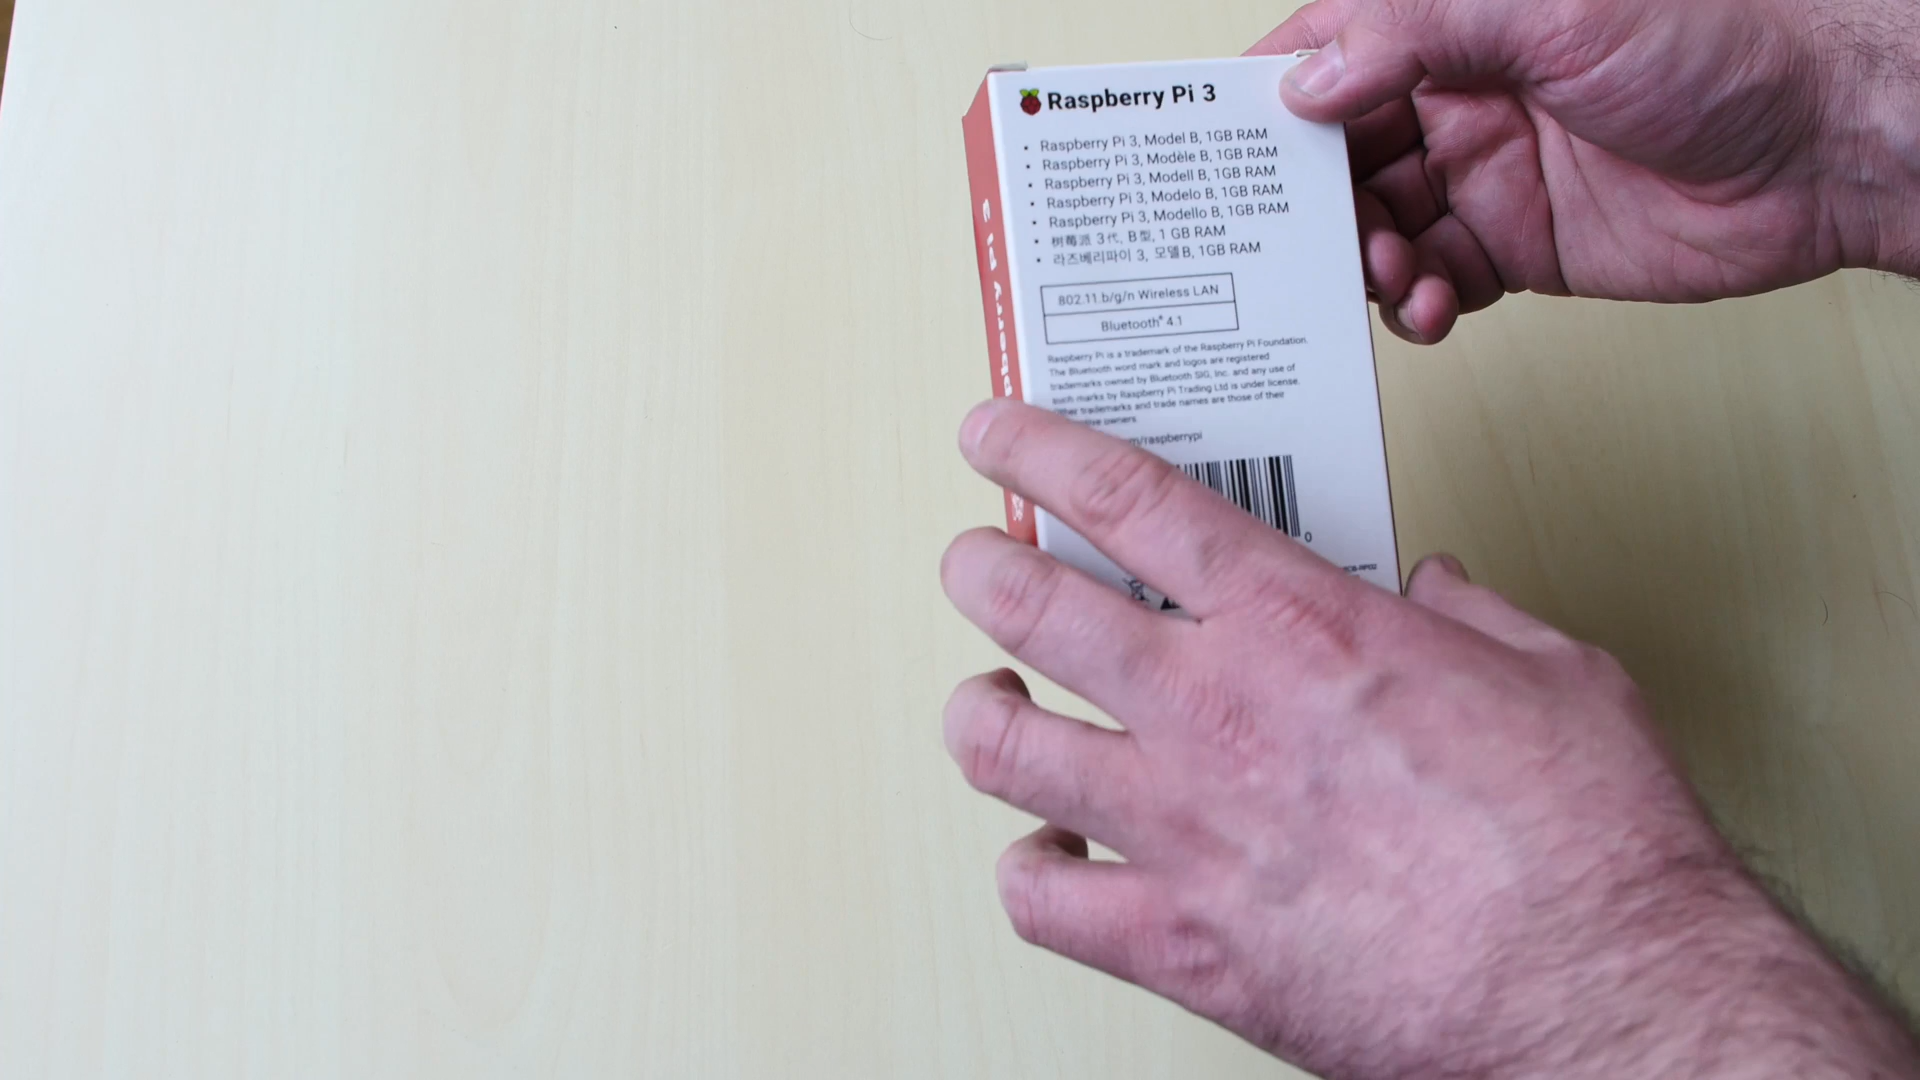 Raspberry Pi 3
• Raspberry Pi 3, Model B, 1GB RAM
• Raspberry Pi 3, Modèle B, 1GB RAM
• Raspberry Pi 3, Modell B, 1GB RAM
• Raspberry Pi 3, Modelo B, 1GB RAM
• Raspberry Pi 3, Modello B, 1GB RAM
• 树莓派 3代, B型, 1 GB RAM
• 라즈베리파이 3, 모델B, 1GB RAM
802.11.b/g/n Wireless LAN
Bluetooth® 4.1
Raspberry Pi is a trademark of the Raspberry Pi Foundation.
The Bluetooth word mark and logos are registered
trademarks owned by Bluetooth SIG, Inc. and any use of
such marks by Raspberry Pi Trading Ltd is under license.
Other trademarks and trade names are those of their
owners.
/raspberrypi
0
Pi 3